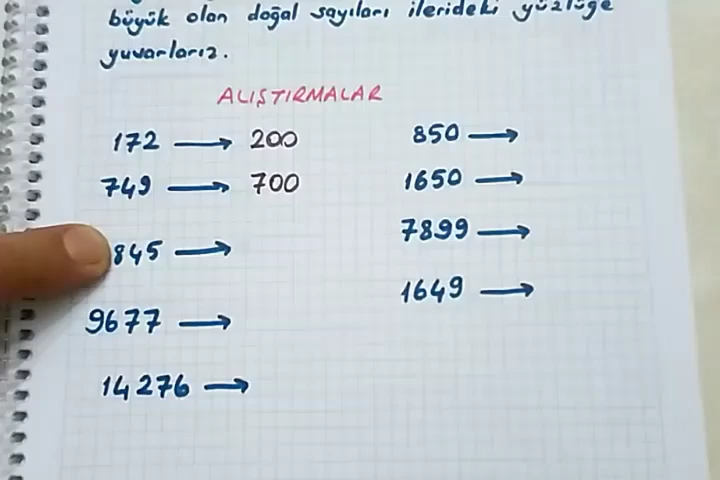 büyük olan doğal sayıları ilerideki yüzlüğe
yuvarlarız.
ALIŞTIRMALAR
172 → 200
749 → 700
845 →
9677 →
14276 →
850 →
1650 →
7899 →
1649 →